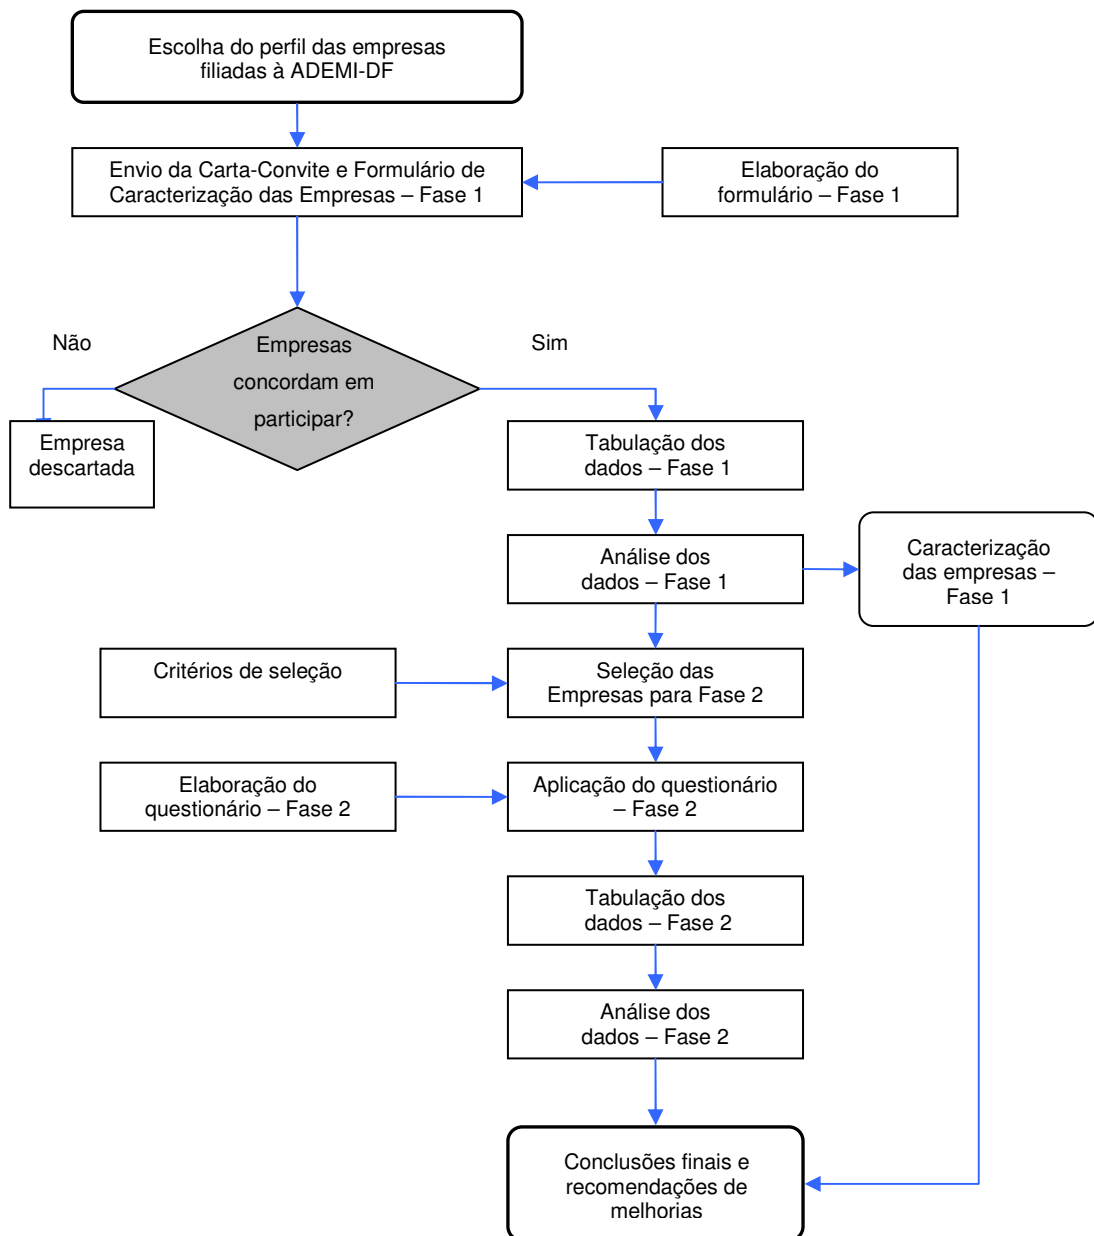 Escolha do perfil das empresas
filiadas à ADEMI-DF
Envio da Carta-Convite e Formulário de
Caracterização das Empresas – Fase 1
Elaboração do
formulário – Fase 1
Não
Empresas
concordam em
participar?
Sim
Empresa
descartada
Tabulação dos
dados – Fase 1
Análise dos
dados – Fase 1
Caracterização
das empresas –
Fase 1
Critérios de seleção
Seleção das
Empresas para Fase 2
Elaboração do
questionário – Fase 2
Aplicação do questionário
– Fase 2
Tabulação dos
dados – Fase 2
Análise dos
dados – Fase 2
Conclusões finais e
recomendações de
melhorias